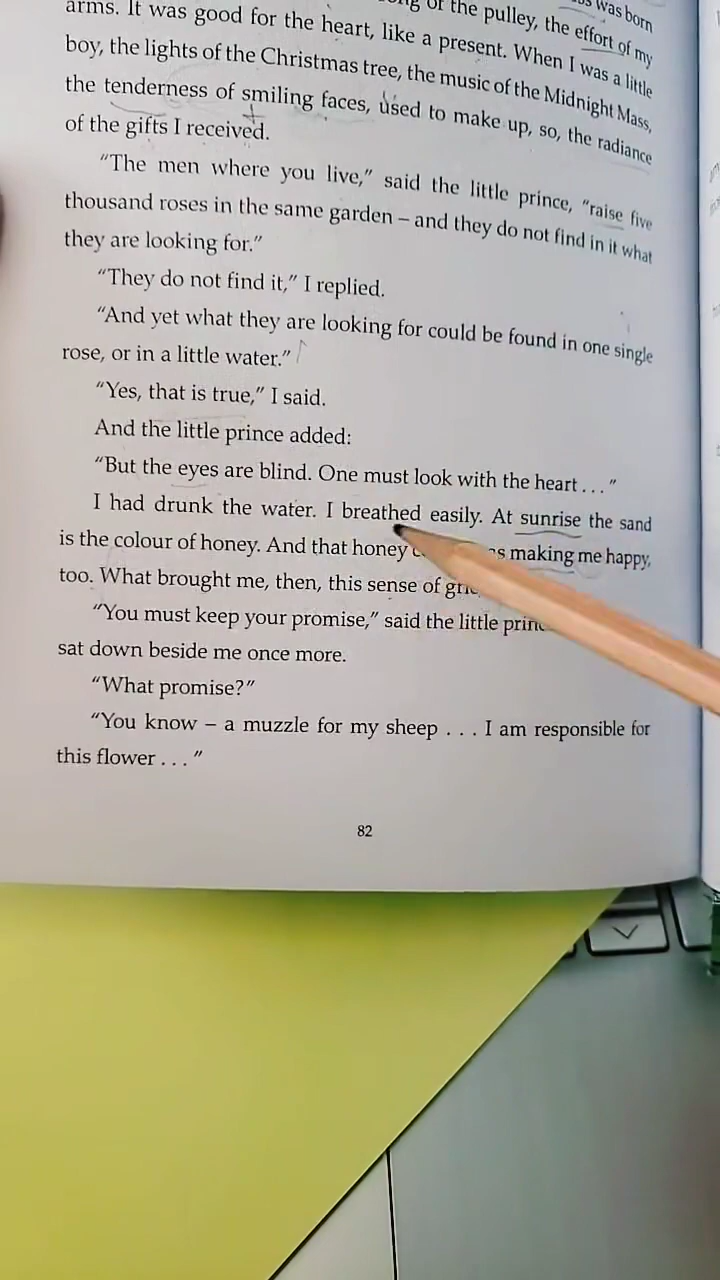 was born
of the pulley, the effort of my
arms. It was good for the heart, like a present. When I was a little
boy, the lights of the Christmas tree, the music of the Midnight Mass,
the tenderness of smiling faces, used to make up, so, the radiance
of the gifts I received.
“The men where you live,” said the little prince, “raise five
thousand roses in the same garden – and they do not find in it what
they are looking for.”
“They do not find it,” I replied.
“And yet what they are looking for could be found in one single
rose, or in a little water.”
“Yes, that is true,” I said.
And the little prince added:
“But the eyes are blind. One must look with the heart . . . ”
I had drunk the water. I breathed easily. At sunrise the sand
is the colour of honey. And that honey making me happy,
too. What brought me, then, this sense of
“You must keep your promise,” said the little
sat down beside me once more.
“What promise?”
“You know – a muzzle for my sheep . . . I am responsible for
this flower . . . ”
82